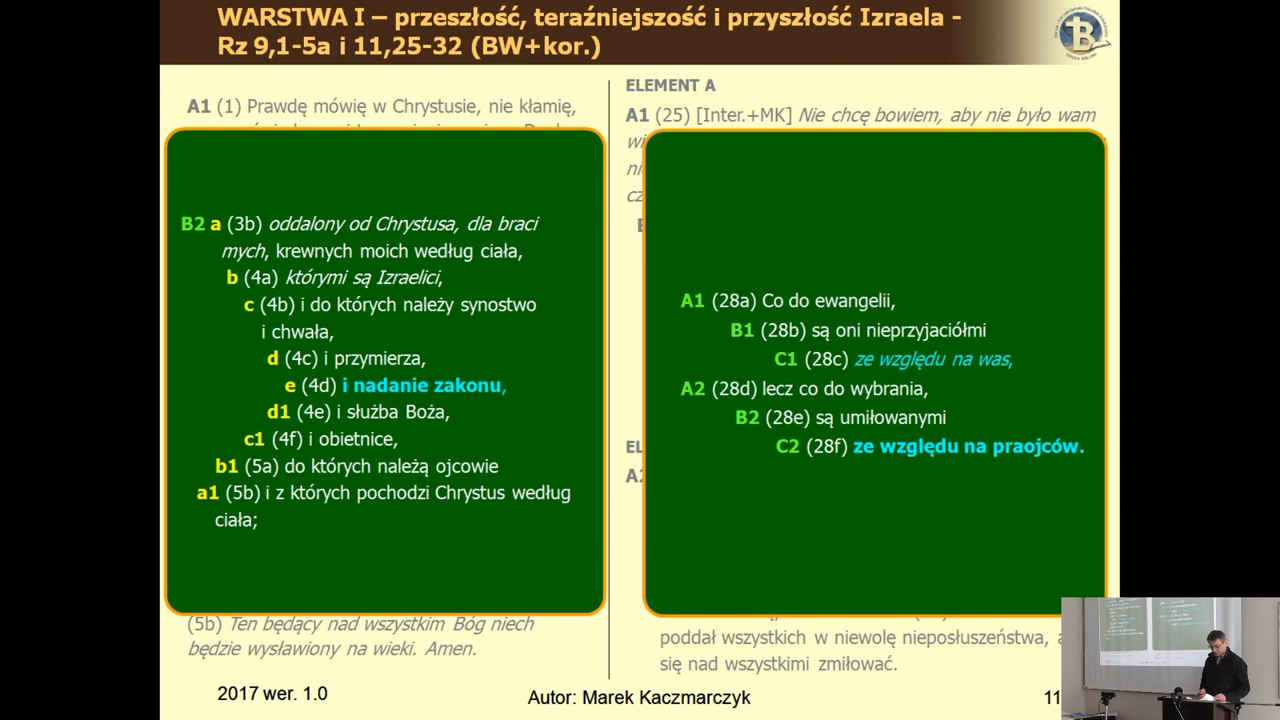 WARSTWA I – przeszłość, teraźniejszość i przyszłość Izraela -
Rz 9,1-5a i 11,25-32 (BW+kor.)
A1 (1) Prawdę mówię w Chrystusie, nie kłamię,
B2 a (3b) oddalony od Chrystusa, dla braci
mych, krewnych moich według ciała,
b (4a) którymi są Izraelici,
c (4b) i do których należy synostwo
i chwała,
d (4c) i przymierza,
e (4d) i nadanie zakonu,
d1 (4e) i służba Boża,
c1 (4f) i obietnice,
b1 (5a) do których należą ojcowie
a1 (5b) i z których pochodzi Chrystus według
ciała;
(5b) Ten będący nad wszystkim Bóg niech
będzie wysławiony na wieki. Amen.
ELEMENT A
A1 (25) [Inter.+MK] Nie chcę bowiem, aby nie było wam
A1 (28a) Co do ewangelii,
B1 (28b) są oni nieprzyjaciółmi
C1 (28c) ze względu na was,
A2 (28d) lecz co do wybrania,
B2 (28e) są umiłowanymi
C2 (28f) ze względu na praojców.
poddał wszystkich w niewolę nieposłuszeństwa,
się nad wszystkimi zmiłować.
2017 wer. 1.0
Autor: Marek Kaczmarczyk
11